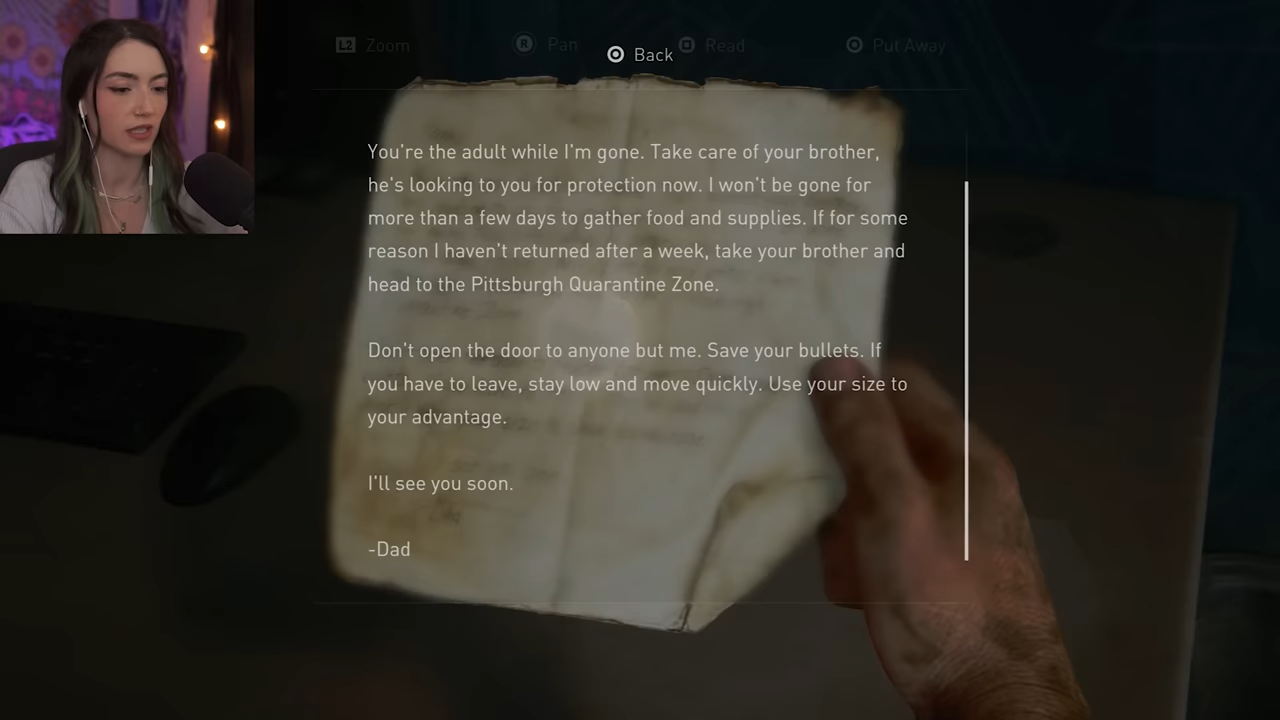 L2 Zoom R Pan Read Put Away
Back
You're the adult while I'm gone. Take care of your brother,
he's looking to you for protection now. I won't be gone for
more than a few days to gather food and supplies. If for some
reason I haven't returned after a week, take your brother and
head to the Pittsburgh Quarantine Zone.
Don't open the door to anyone but me. Save your bullets. If
you have to leave, stay low and move quickly. Use your size to
your advantage.
I'll see you soon.
-Dad